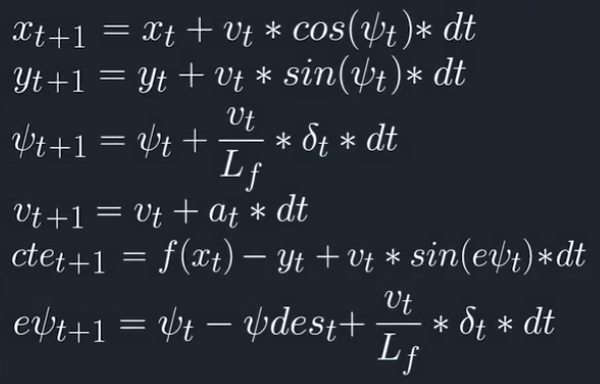 x_{t+1} = x_t + v_t * cos(ψ_t) * dt
y_{t+1} = y_t + v_t * sin(ψ_t) * dt
ψ_{t+1} = ψ_t + \frac{v_t}{L_f} * δ_t * dt
v_{t+1} = v_t + a_t * dt
cte_{t+1} = f(x_t) − y_t + v_t * sin(eψ_t) * dt
eψ_{t+1} = ψ_t − ψdes_t + \frac{v_t}{L_f} * δ_t * dt